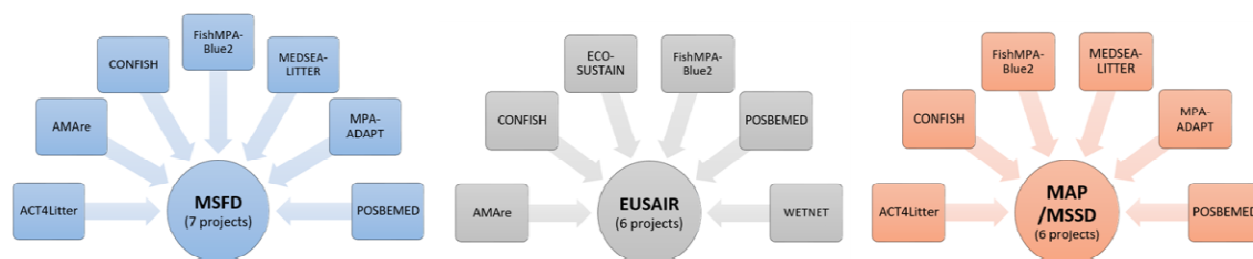 ACT4Litter
AMAre
CONFISH
FishMPA-
Blue2
MEDSEA-
LITTER
MPA-
ADAPT
POSBEMED
MSFD
(7 projects)
AMAre
CONFISH
ECO-
SUSTAIN
FishMPA-
Blue2
POSBEMED
WETNET
EUSAIR
(6 projects)
ACT4Litter
CONFISH
FishMPA-
Blue2
MEDSEA-
LITTER
MPA-
ADAPT
POSBEMED
MAP
/MSSD
(6 projects)